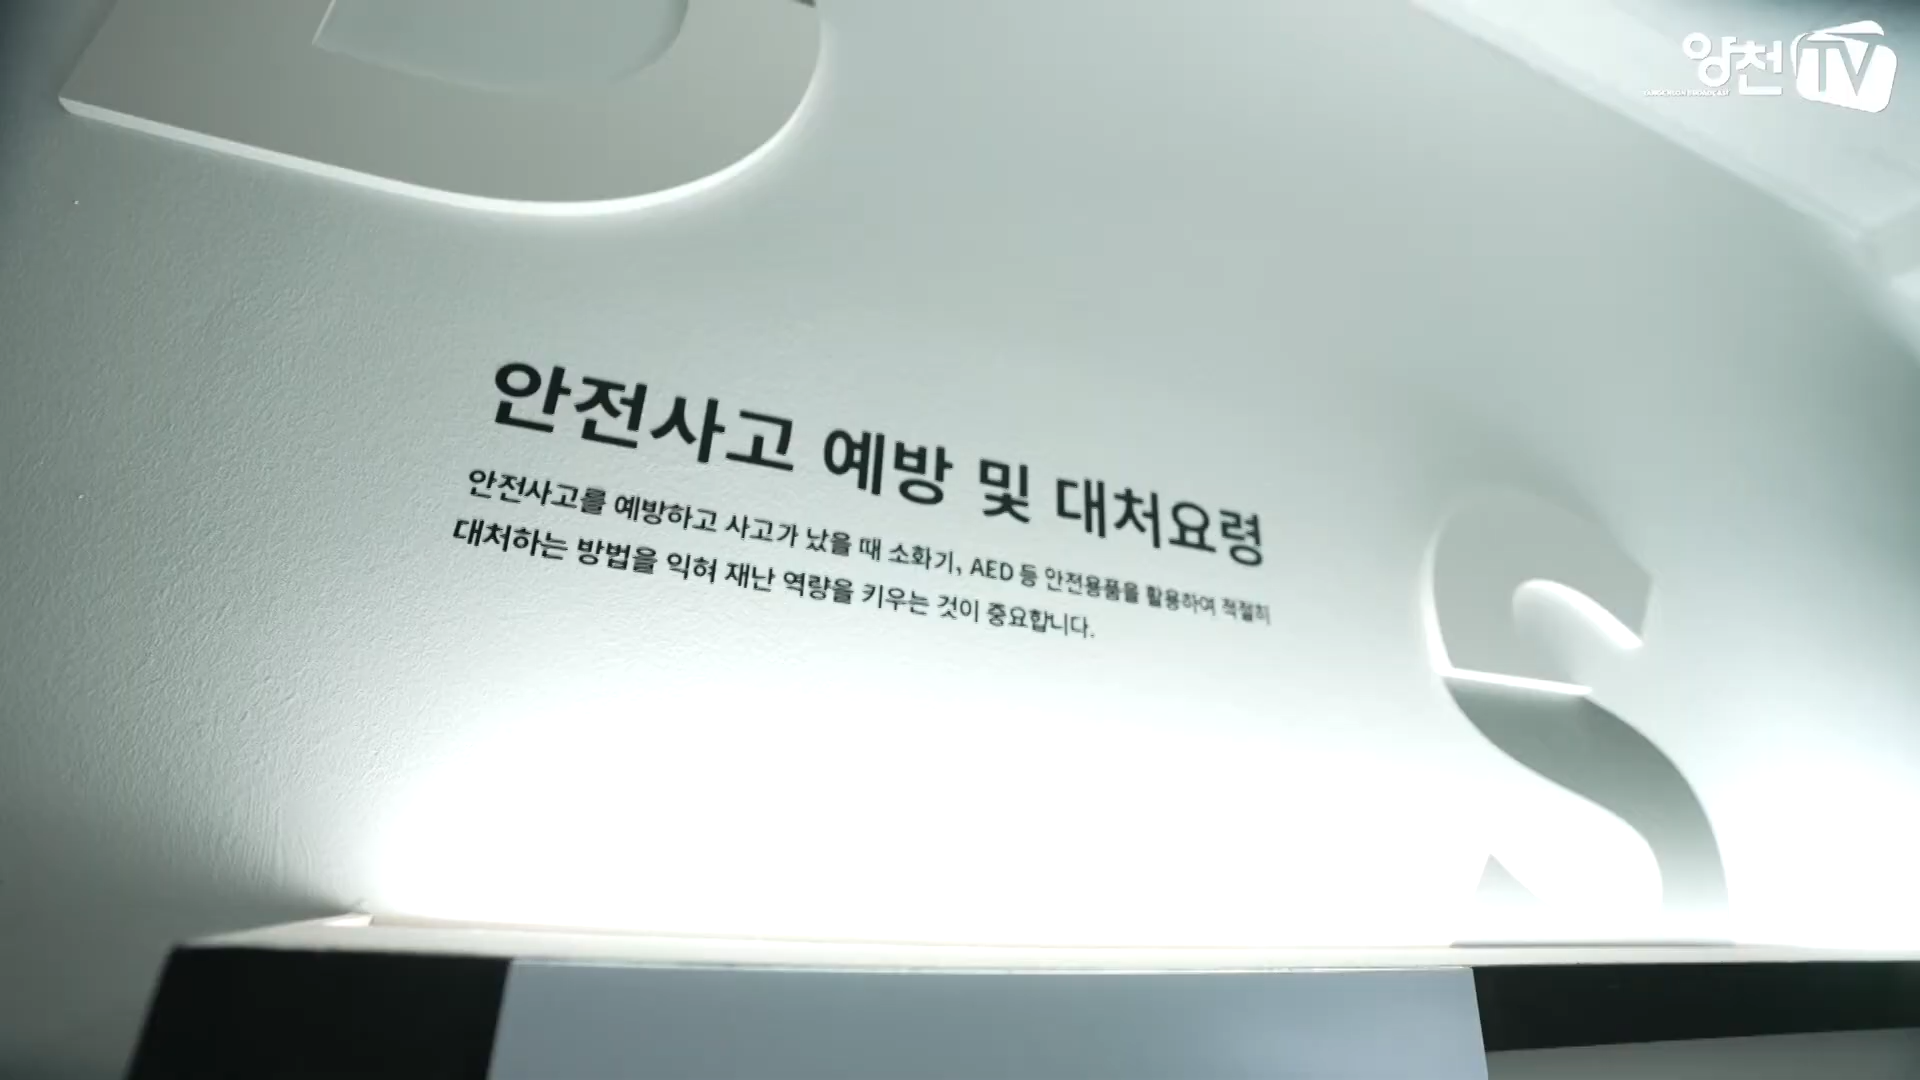 양천 TV
YANGCHEON BROADCAST
안전사고 예방 및 대처요령
안전사고를 예방하고 사고가 났을 때 소화기, AED 등 안전용품을 활용하여 적절히
대처하는 방법을 익혀 재난 역량을 키우는 것이 중요합니다.
S